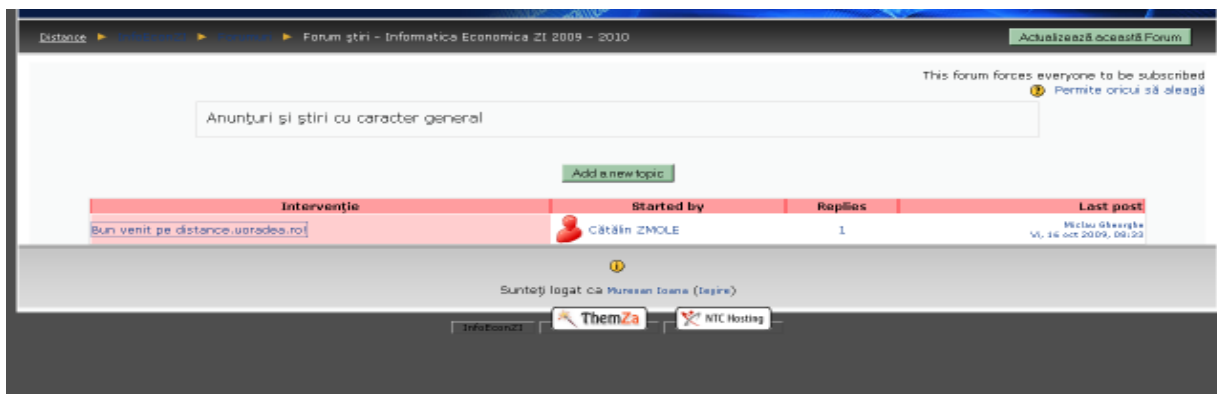 Distance ► ► ► Forum ştiri - Informatica Economica ZI 2009 - 2010
Actualizează această Forum
This forum forces everyone to be subscribed
Permite oricui să aleagă
Anunţuri şi ştiri cu caracter general
Add a new topic
Intervenţie Started by Replies Last post
Bun venit pe distance.uoradea.ro! Cătălin ZMOLE 1 Miclau Gheorghe
Vi, 16 oct 2009, 08:33
Sunteţi logat ca Muresan Ioana (Ieşire)
InfoEconZI ThemZa NTC Hosting